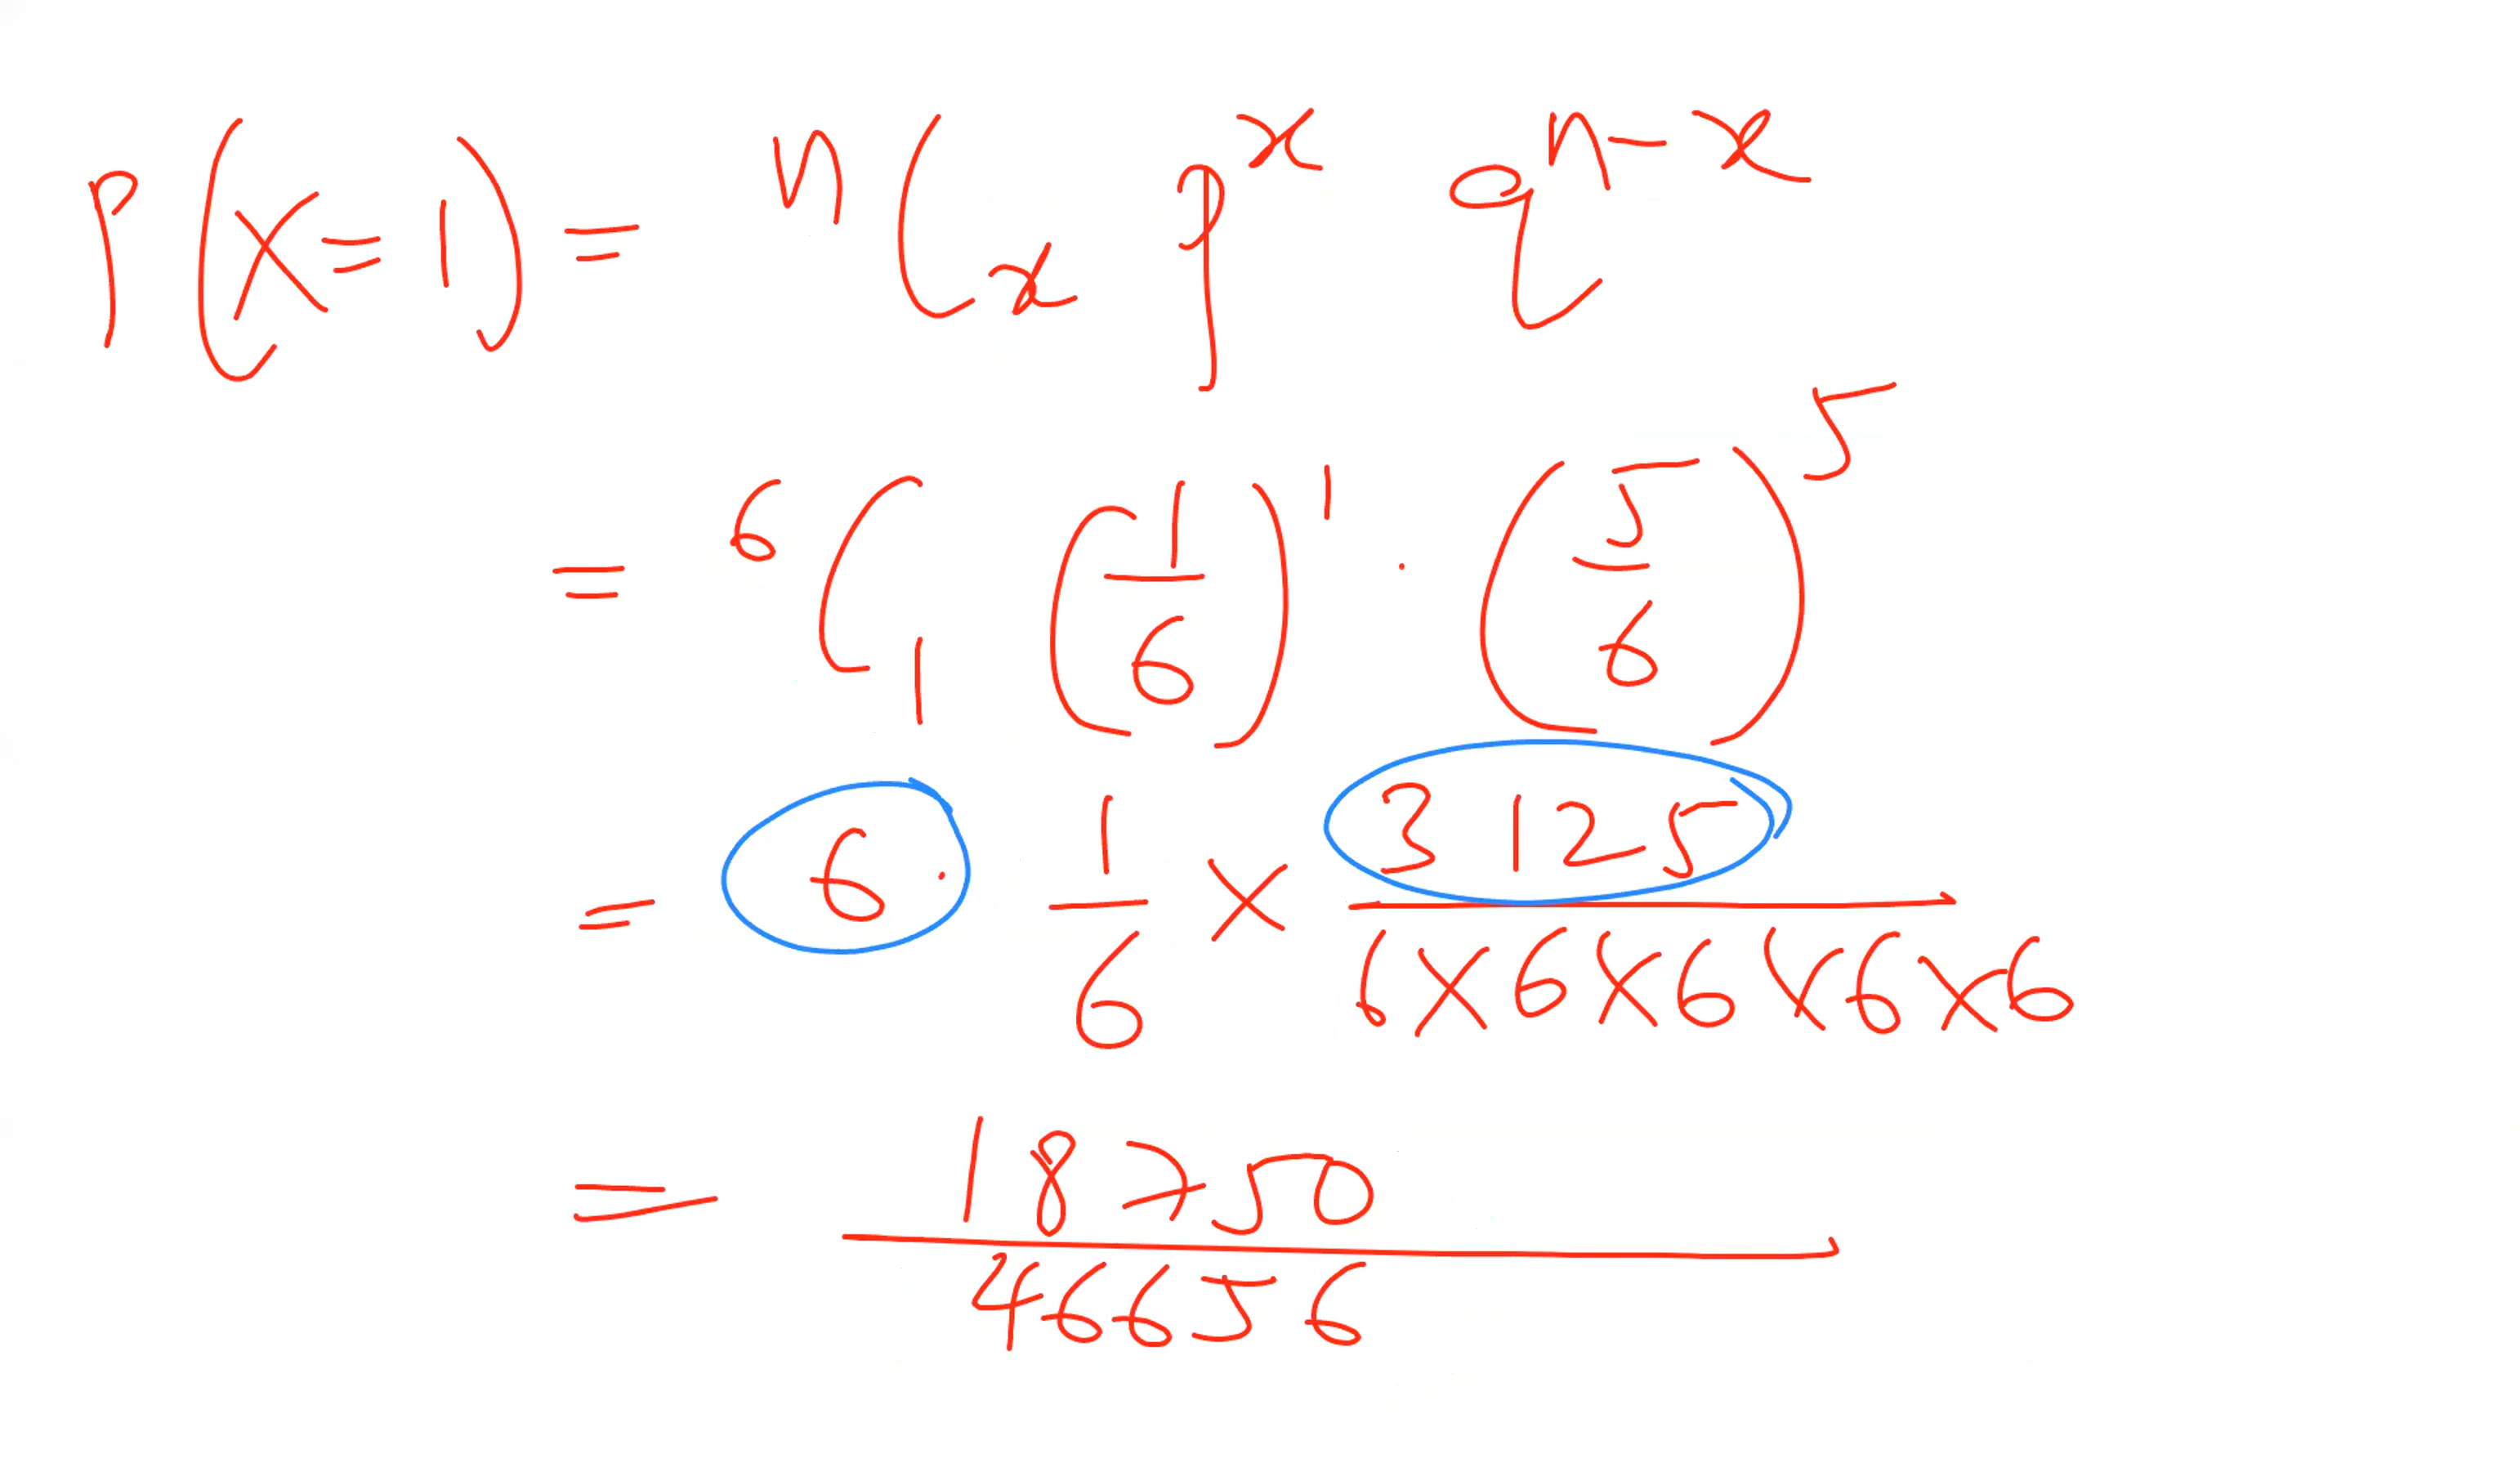 P(X=1) = ⁿCₓ pˣ qⁿ⁻ˣ
= ⁶C₁ (1/6)¹ · (5/6)⁵
= 6 · 1/6 × 3125/(6×6×6×6×6)
= 18750/46656